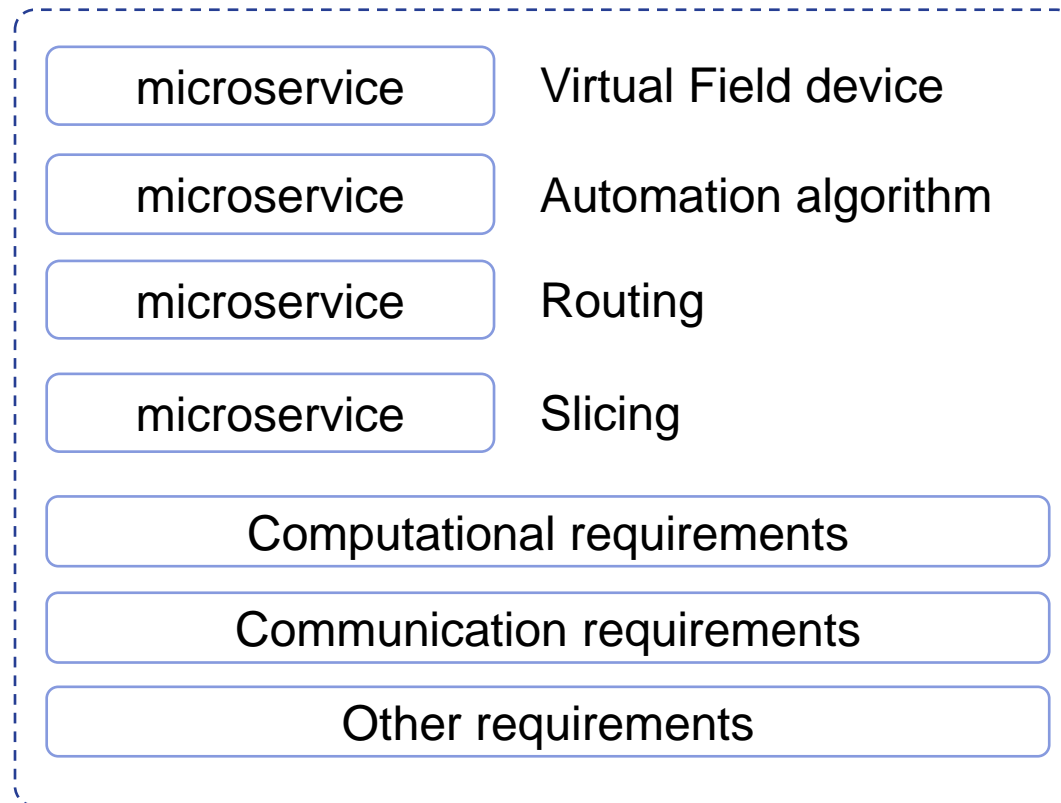 microservice Virtual Field device
microservice Automation algorithm
microservice Routing
microservice Slicing
Computational requirements
Communication requirements
Other requirements